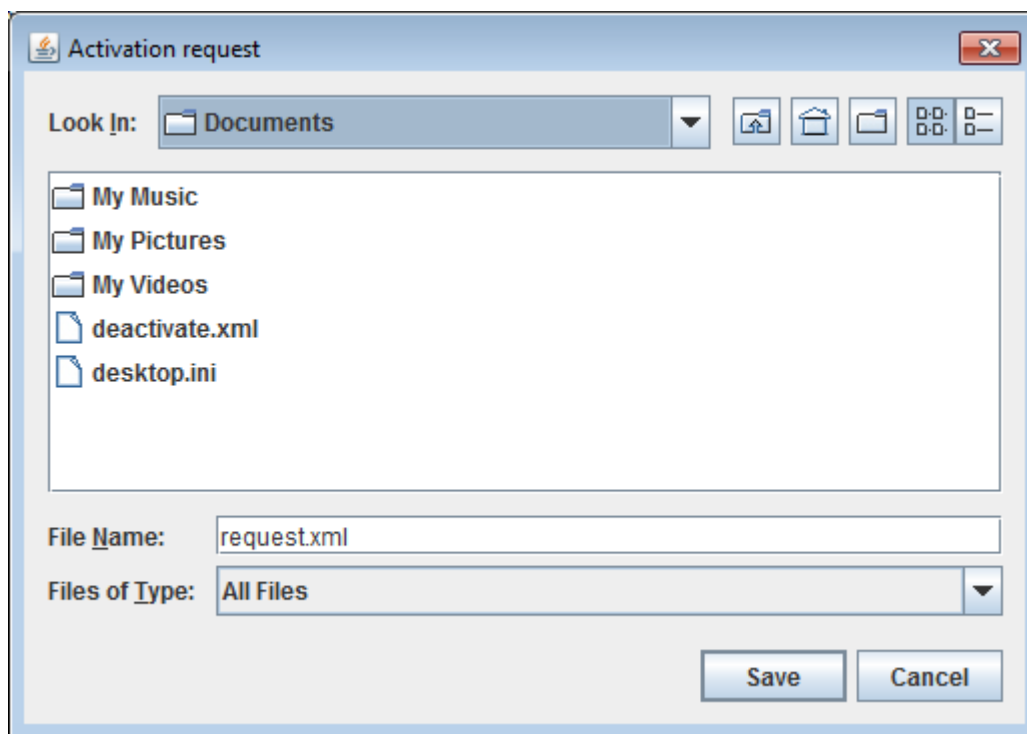 Activation request
Look In: Documents
My Music
My Pictures
My Videos
deactivate.xml
desktop.ini
File Name: request.xml
Files of Type: All Files
Save Cancel